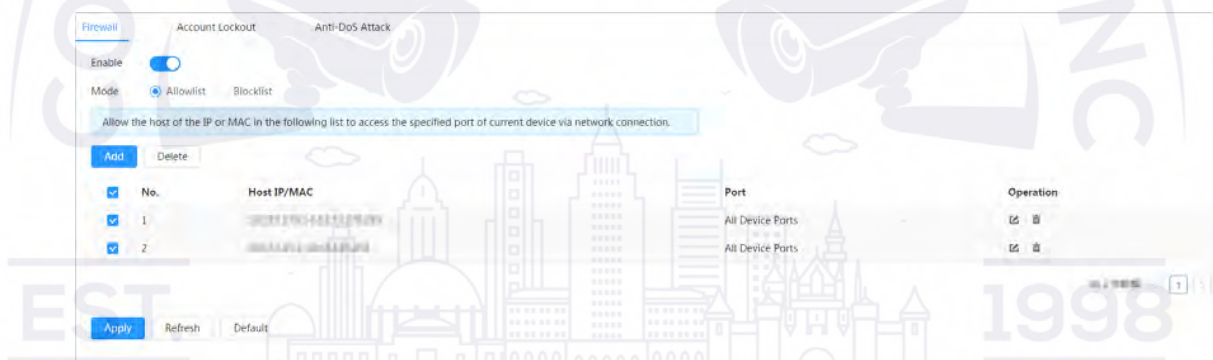 Firewall Account Lockout Anti-DoS Attack
Enable
Mode Allowlist Blocklist
Allow the host of the IP or MAC in the following list to access the specified port of current device via network connection.
Add Delete
No. Host IP/MAC Port Operation
1 All Device Ports
2 All Device Ports
1
Apply Refresh Default
EST 1998
NC